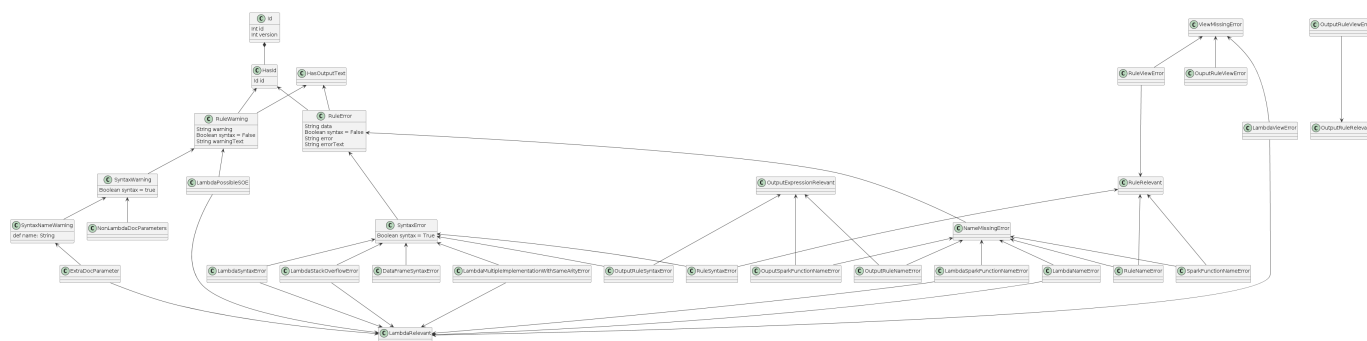 C Id
Int id
Int version
C ViewMissingError
C OutputRuleViewErr
C HasId
Id id
C HasOutputText
C RuleViewError
C OuputRuleViewError
C RuleWarning
String warning
Boolean syntax = False
String warningText
C RuleError
String data
Boolean syntax = False
String error
String errorText
C LambdaViewError
C OutputRuleReleva
C SyntaxWarning
Boolean syntax = true
C LambdaPossibleSOE
C OutputExpressionRelevant
C RuleRelevant
C SyntaxNameWarning
def name: String
C NonLambdaDocParameters
C SyntaxError
Boolean syntax = True
C NameMissingError
C ExtraDocParameter
C LambdaSyntaxError
C LambdaStackOverflowError
C DataFrameSyntaxError
C LambdaMultipleImplementationWithSameArityError
C OutputRuleSyntaxError
C RuleSyntaxError
C OuputSparkFunctionNameError
C OutputRuleNameError
C LambdaSparkFunctionNameError
C LambdaNameError
C RuleNameError
C SparkFunctionNameError
C LambdaRelevant